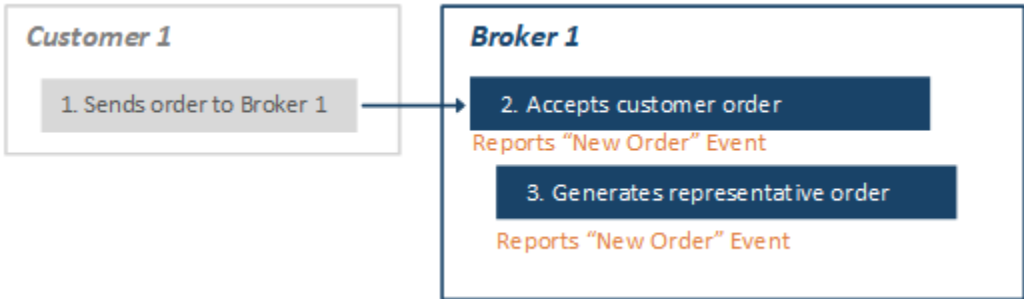 Customer 1
1. Sends order to Broker 1
Broker 1
2. Accepts customer order
Reports “New Order” Event
3. Generates representative order
Reports “New Order” Event